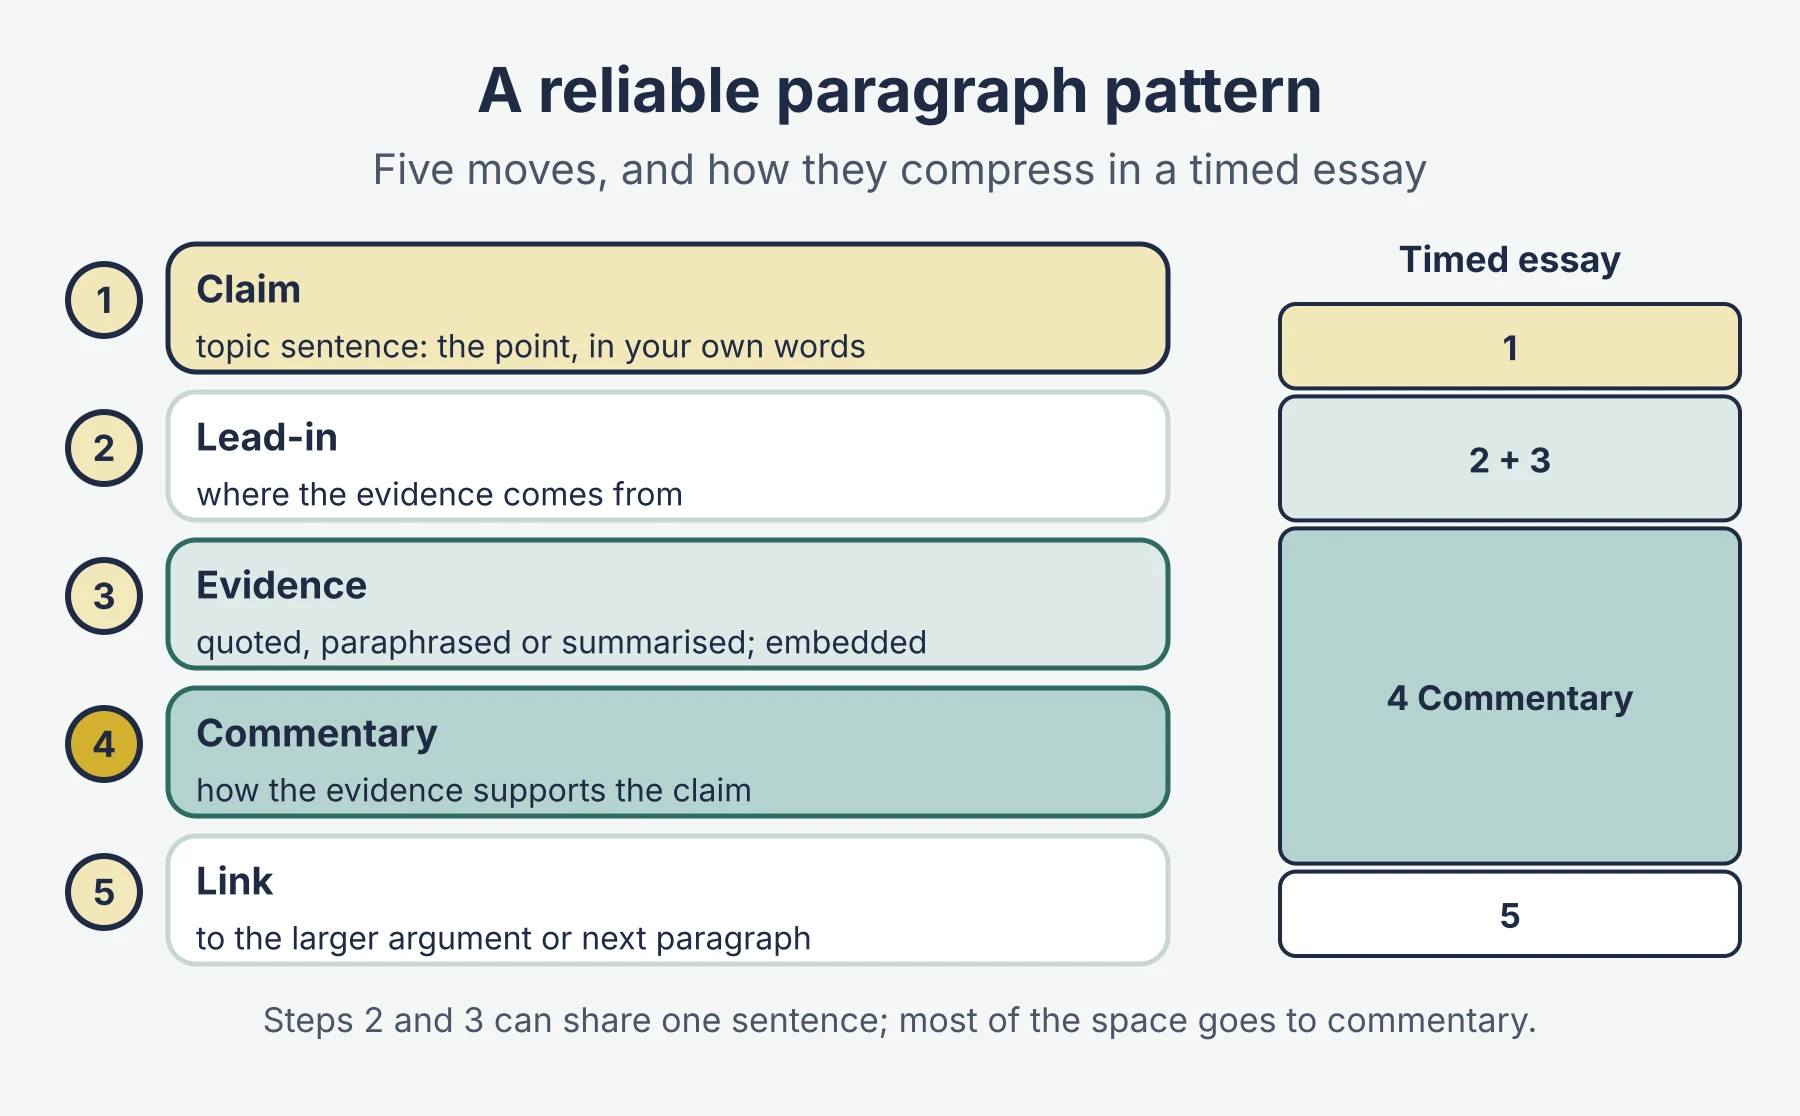 A reliable paragraph pattern
Five moves, and how they compress in a timed essay
1
Claim
topic sentence: the point, in your own words
2
Lead-in
where the evidence comes from
3
Evidence
quoted, paraphrased or summarised; embedded
4
Commentary
how the evidence supports the claim
5
Link
to the larger argument or next paragraph
Timed essay
1
2 + 3
4 Commentary
5
Steps 2 and 3 can share one sentence; most of the space goes to commentary.